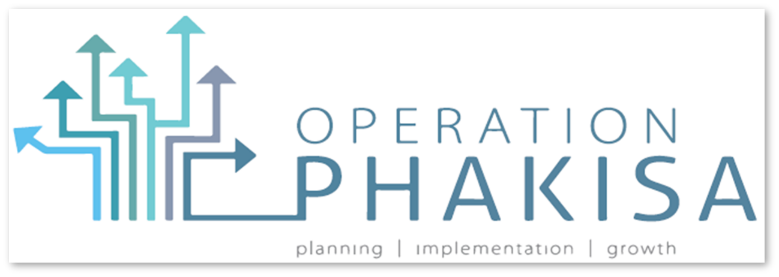 OPERATION
PHAKISA
planning | implementation | growth